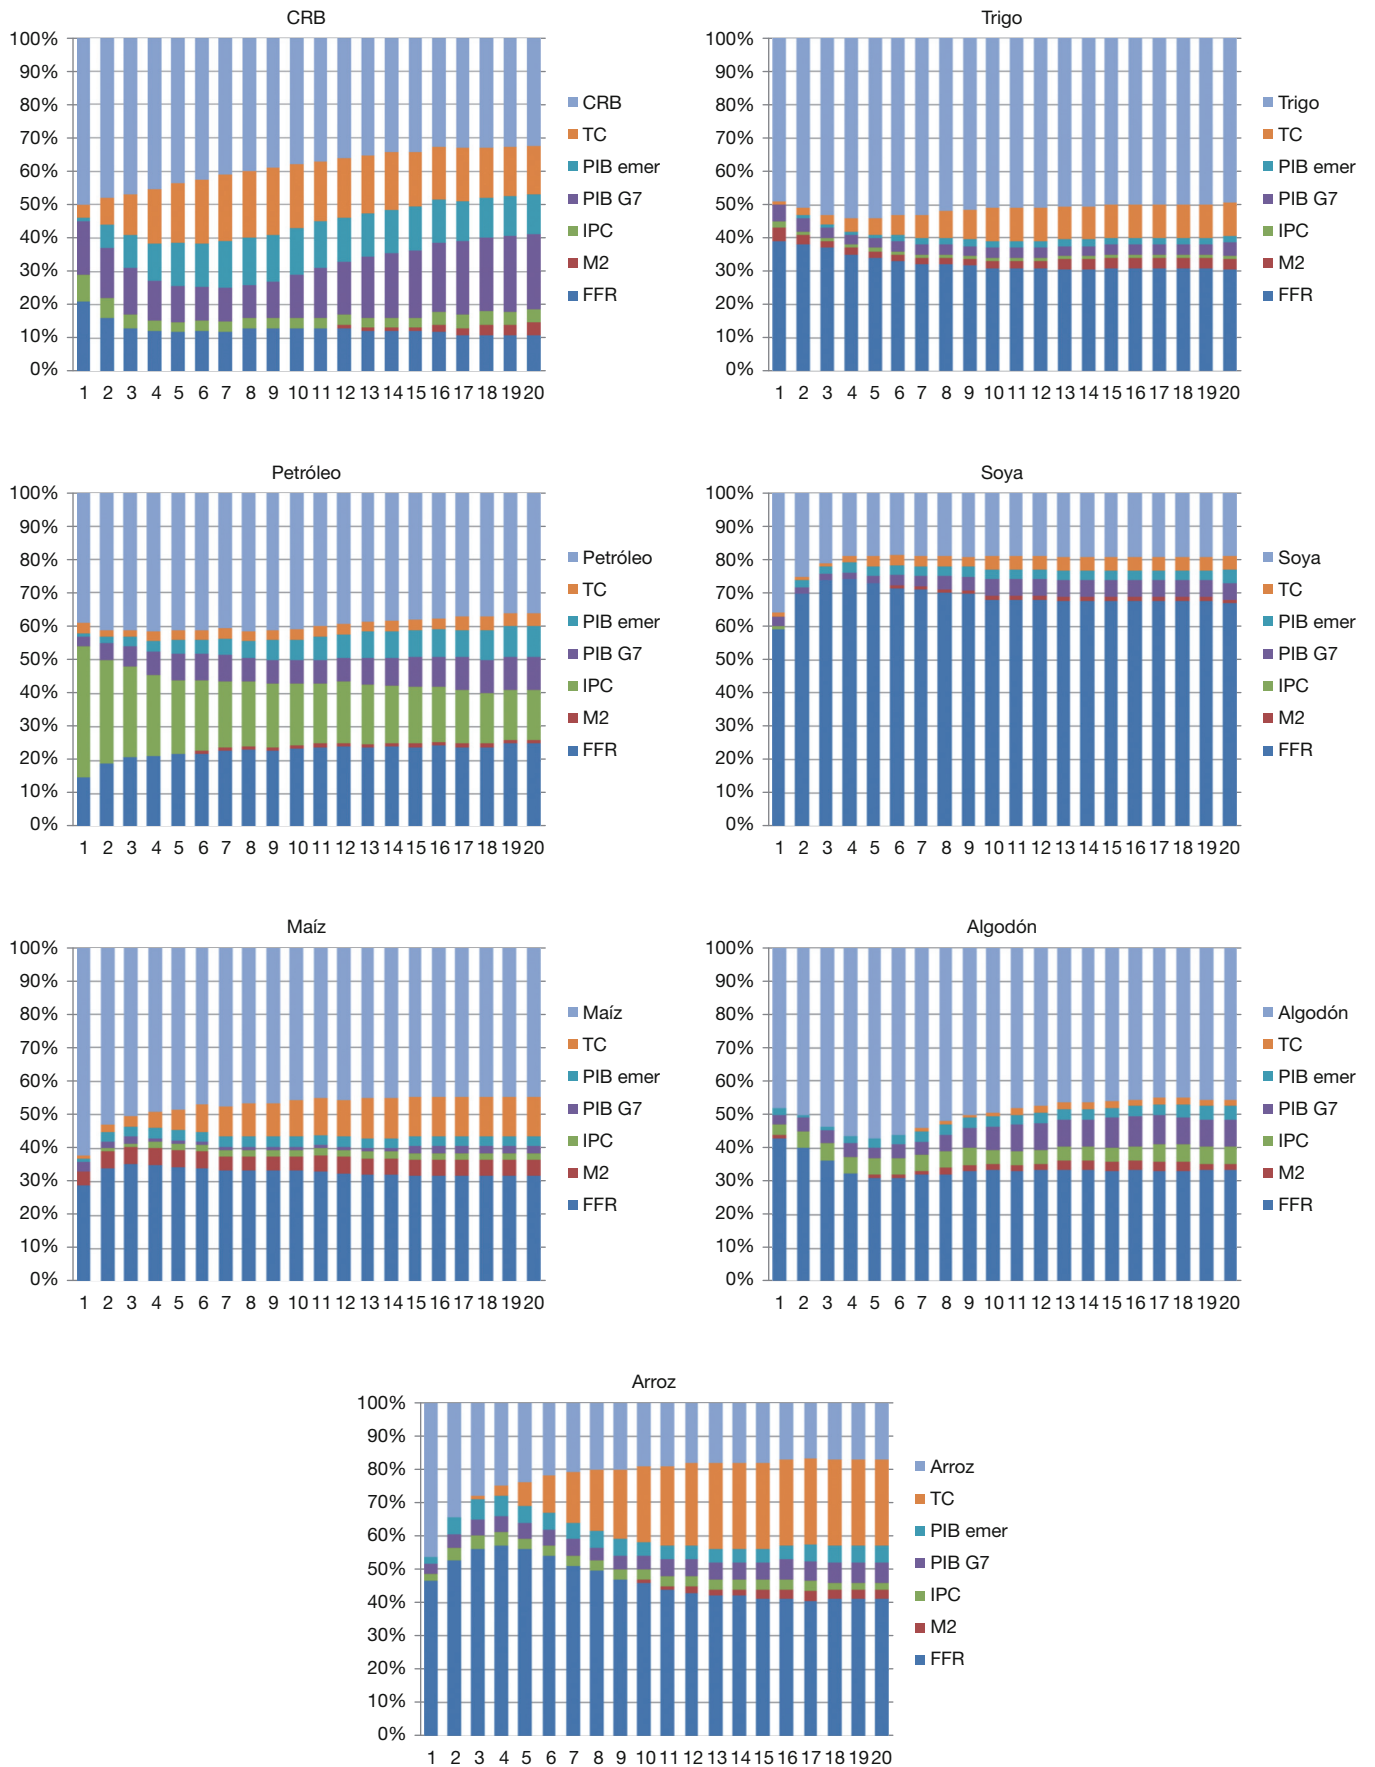 CRB
100%
90%
80%
70%
60%
50%
40%
30%
20%
10%
0%
1 2 3 4 5 6 7 8 9 10 11 12 13 14 15 16 17 18 19 20
CRB
TC
PIB emer
PIB G7
IPC
M2
FFR
Trigo
100%
90%
80%
70%
60%
50%
40%
30%
20%
10%
0%
1 2 3 4 5 6 7 8 9 10 11 12 13 14 15 16 17 18 19 20
Trigo
TC
PIB emer
PIB G7
IPC
M2
FFR
Petróleo
100%
90%
80%
70%
60%
50%
40%
30%
20%
10%
0%
1 2 3 4 5 6 7 8 9 10 11 12 13 14 15 16 17 18 19 20
Petróleo
TC
PIB emer
PIB G7
IPC
M2
FFR
Soya
100%
90%
80%
70%
60%
50%
40%
30%
20%
10%
0%
1 2 3 4 5 6 7 8 9 10 11 12 13 14 15 16 17 18 19 20
Soya
TC
PIB emer
PIB G7
IPC
M2
FFR
Maíz
100%
90%
80%
70%
60%
50%
40%
30%
20%
10%
0%
1 2 3 4 5 6 7 8 9 10 11 12 13 14 15 16 17 18 19 20
Maíz
TC
PIB emer
PIB G7
IPC
M2
FFR
Algodón
100%
90%
80%
70%
60%
50%
40%
30%
20%
10%
0%
1 2 3 4 5 6 7 8 9 10 11 12 13 14 15 16 17 18 19 20
Algodón
TC
PIB emer
PIB G7
IPC
M2
FFR
Arroz
100%
90%
80%
70%
60%
50%
40%
30%
20%
10%
0%
1 2 3 4 5 6 7 8 9 10 11 12 13 14 15 16 17 18 19 20
Arroz
TC
PIB emer
PIB G7
IPC
M2
FFR